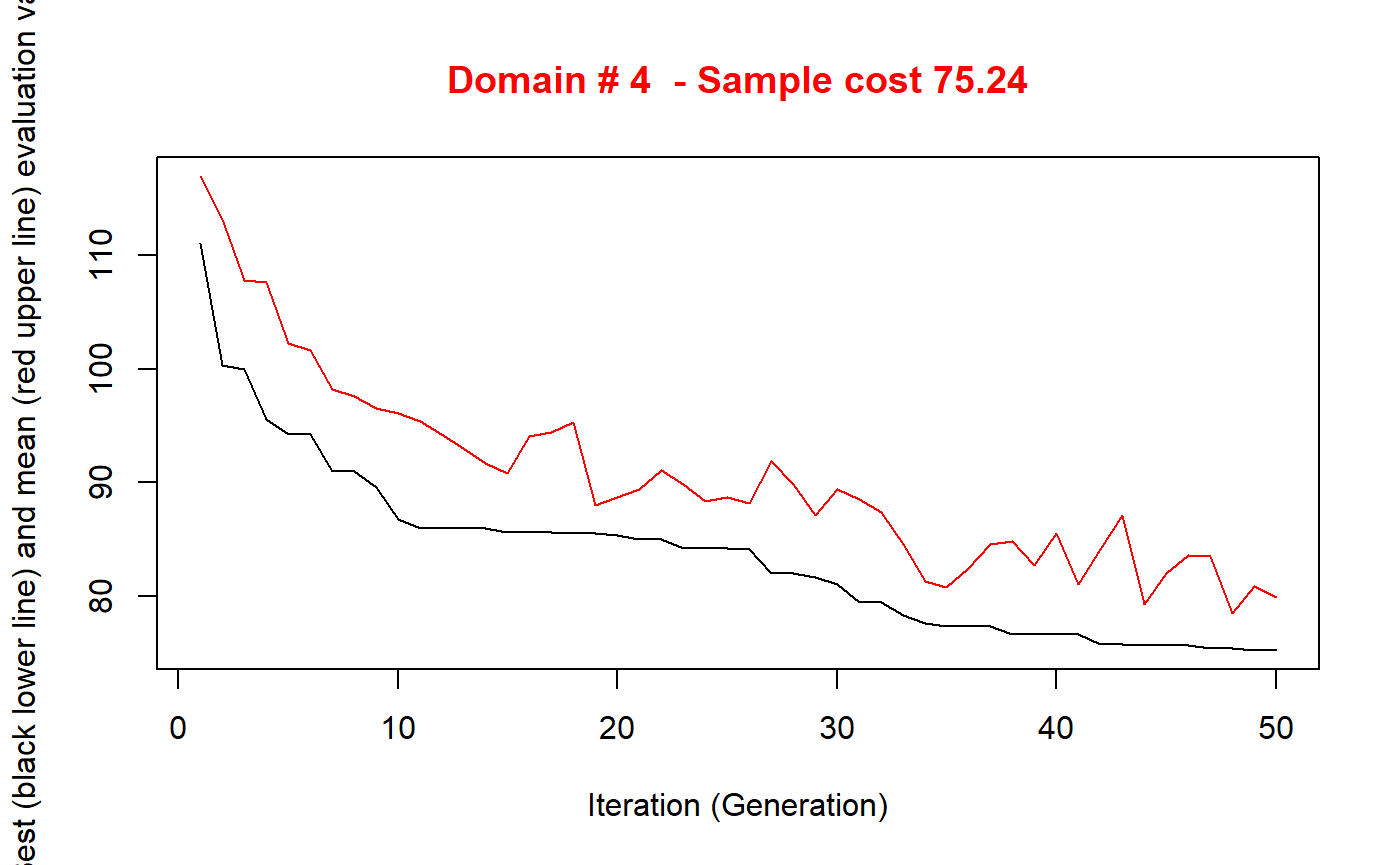 Domain # 4  - Sample cost 75.24
(black lower line) and mean (red upper line) evaluation
110
100
90
80
0 10 20 30 40 50
Iteration (Generation)